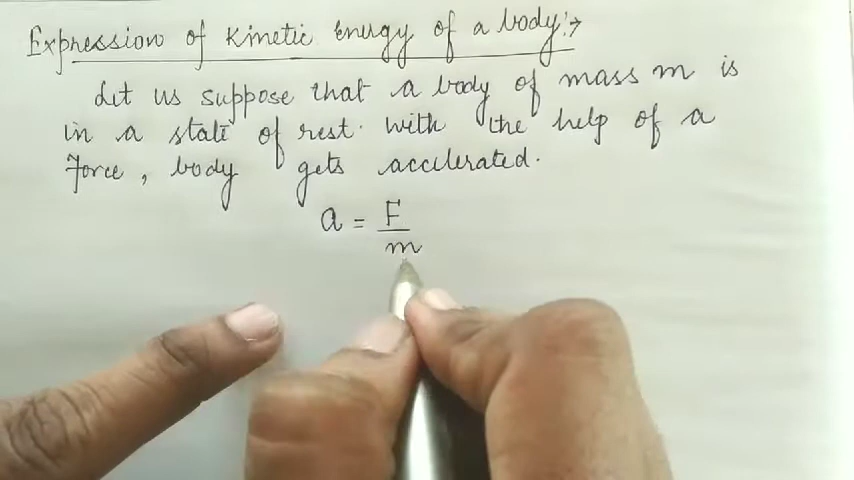 Expression of Kinetic Energy of a body:→
Let us suppose that a body of mass m is
in a state of rest. With the help of a
Force, body gets accelerated.
a = F/m